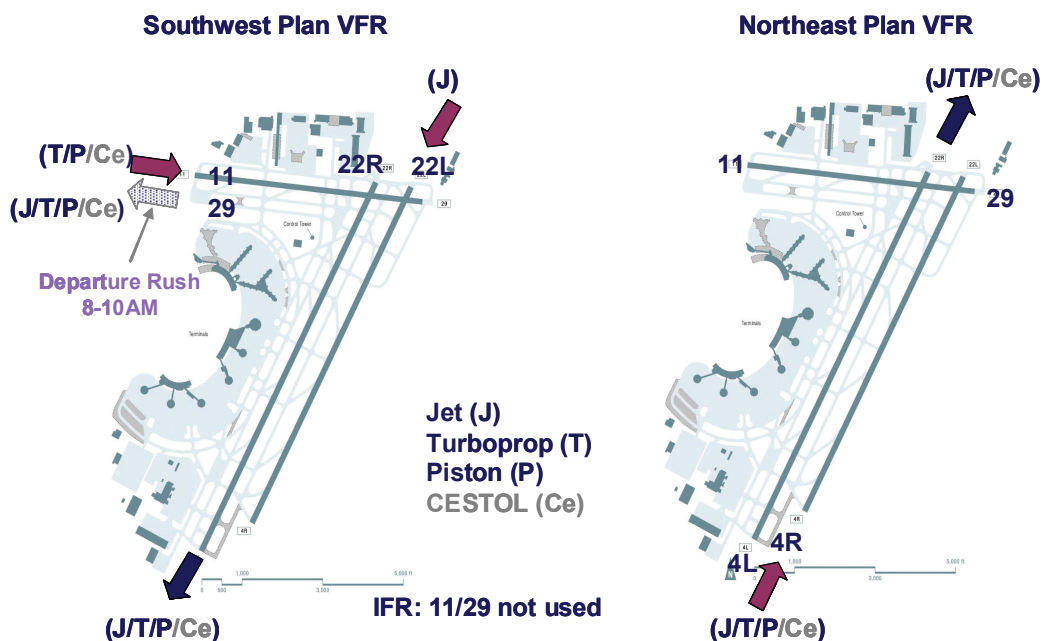 Southwest Plan VFR
Northeast Plan VFR
(J)
(J/T/P/Ce)
(T/P/Ce)
11
22R
22R
22L
29
(J/T/P/Ce)
29
Control Tower
Departure Rush
8-10AM
Terminals
4R
1,000
5,000 ft
0
500
3,000
(J/T/P/Ce)
Jet (J)
Turboprop (T)
Piston (P)
CESTOL (Ce)
IFR: 11/29 not used
22R
22L
11
29
29
Control Tower
Terminals
4R
4L
4R
4L
N
1,000
5,000 ft
3,000
(J/T/P/Ce)